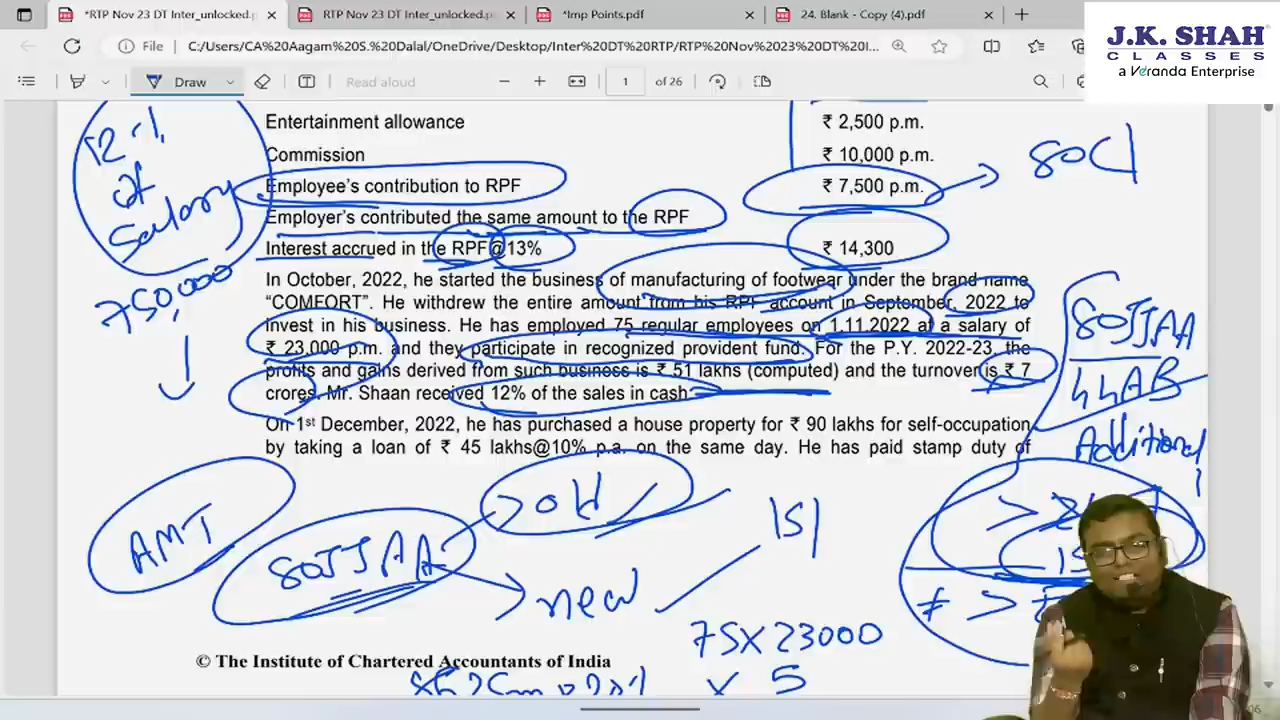 *RTP Nov 23 DT Inter_unlocked.p
RTP Nov 23 DT Inter_unlocked.pd
*Imp Points.pdf
24. Blank - Copy (4).pdf
J.K. SHAH
CLASSES
a Veranda Enterprise
File
C:/Users/CA%20Aagam%20S.%20Dalal/OneDrive/Desktop/Inter%20DT%20RTP/RTP%20Nov%2023%20DT%20I...
Draw
Read aloud
1
of 26
Entertainment allowance ₹ 2,500 p.m.
Commission ₹ 10,000 p.m.
Employee's contribution to RPF ₹ 7,500 p.m.
Employer's contributed the same amount to the RPF
Interest accrued in the RPF@13% ₹ 14,300
80C
12%
of
Salary
750,000
In October, 2022, he started the business of manufacturing of footwear under the brand name
"COMFORT". He withdrew the entire amount from his RPF account in September, 2022 to
invest in his business. He has employed 75 regular employees on 1.11.2022 at a salary of
₹ 23,000 p.m. and they participate in recognized provident fund. For the P.Y. 2022-23, the
profits and gains derived from such business is ₹ 51 lakhs (computed) and the turnover is ₹ 7
crores. Mr. Shaan received 12% of the sales in cash
On 1st December, 2022, he has purchased a house property for ₹ 90 lakhs for self-occupation
by taking a loan of ₹ 45 lakhs@10% p.a. on the same day. He has paid stamp duty of
80JJAA
44AB
Additional
AMT
80JJAA
new
151
75X23000
X 5
© The Institute of Chartered Accountants of India